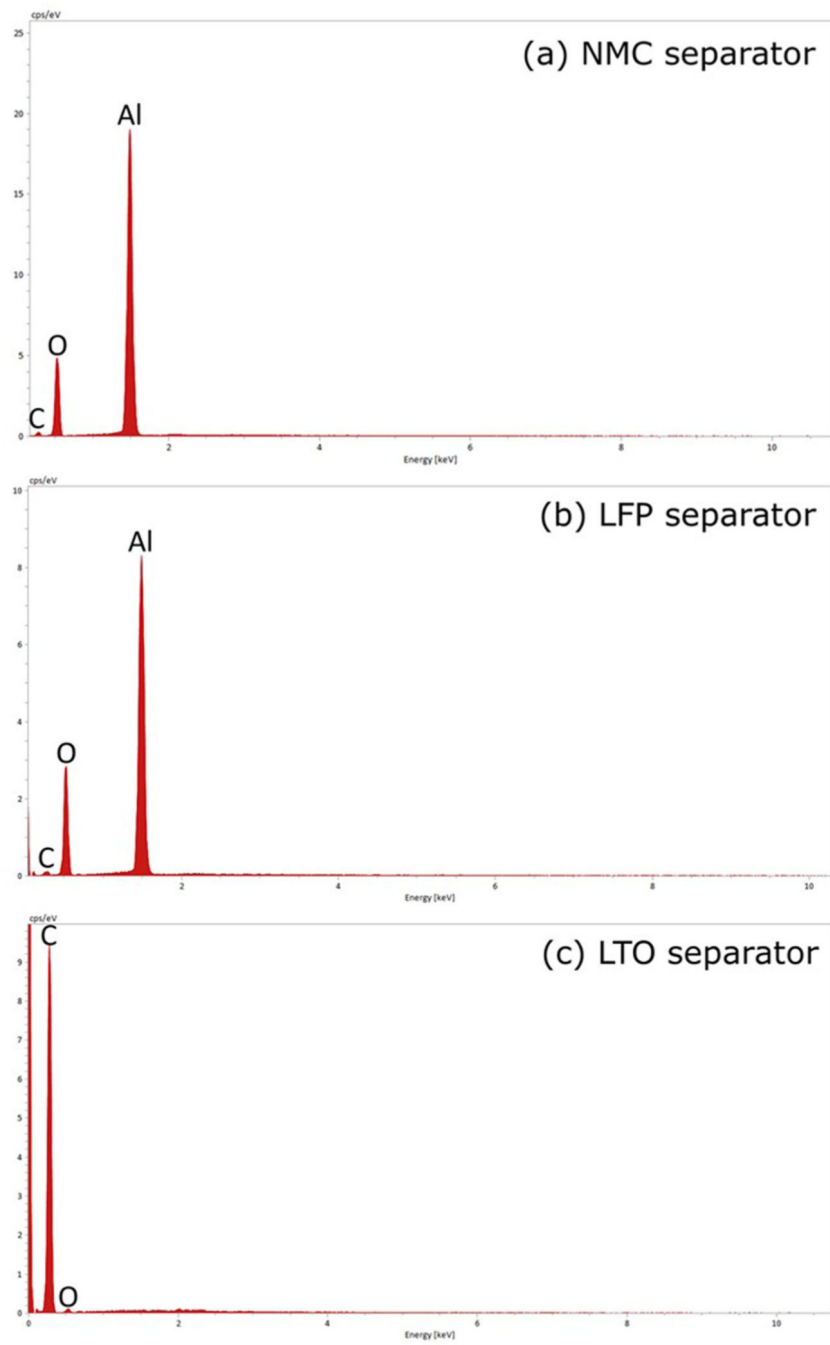 cps/eV
(a) NMC separator
25
20
15
10
5
0
Al
O
C
2
4
6
8
10
Energy [keV]
cps/eV
(b) LFP separator
10
8
6
4
2
0
Al
O
C
2
4
6
8
10
Energy [keV]
cps/eV
(c) LTO separator
C
9
8
7
6
5
4
3
2
1
0
O
0
2
4
6
8
10
Energy [keV]